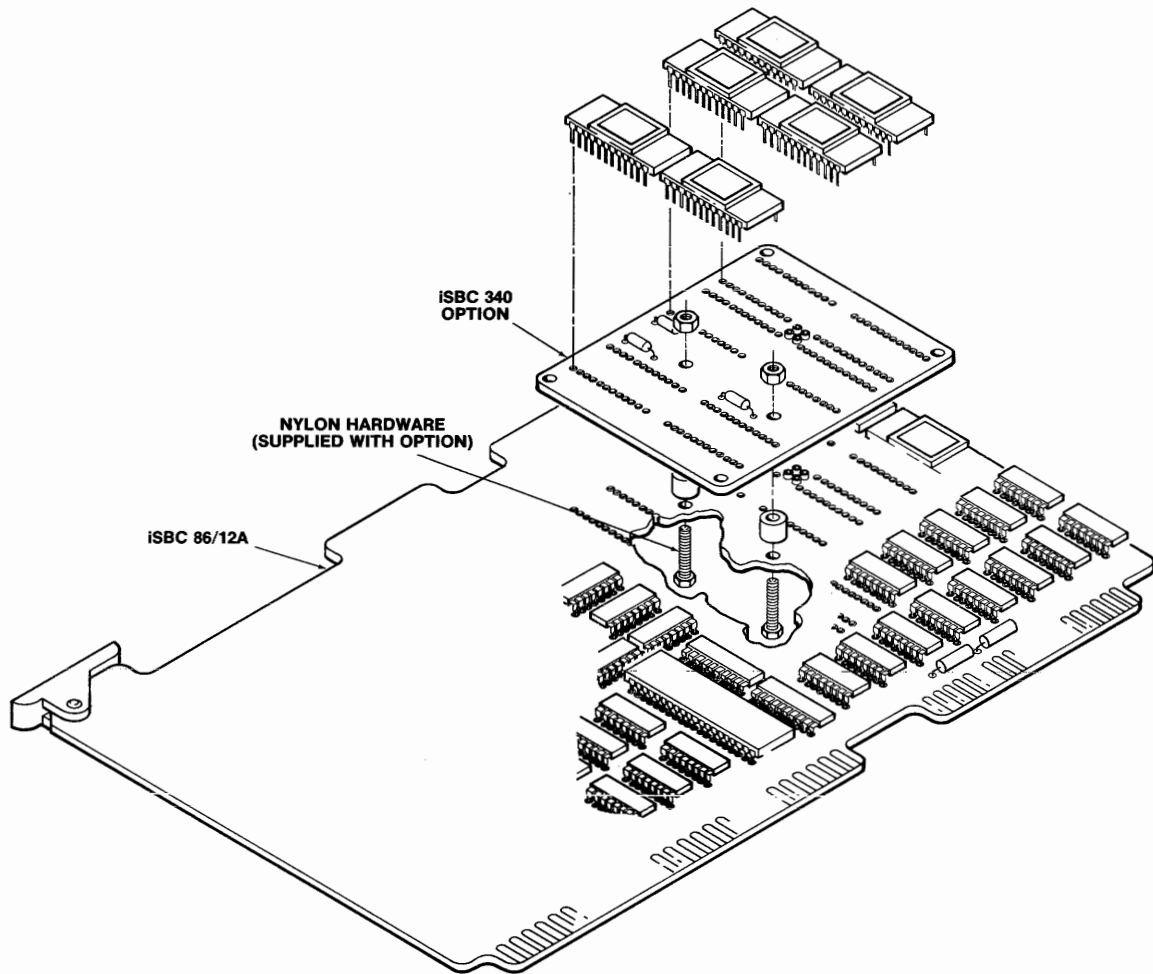 iSBC 340
OPTION
NYLON HARDWARE
(SUPPLIED WITH OPTION)
iSBC 86/12A